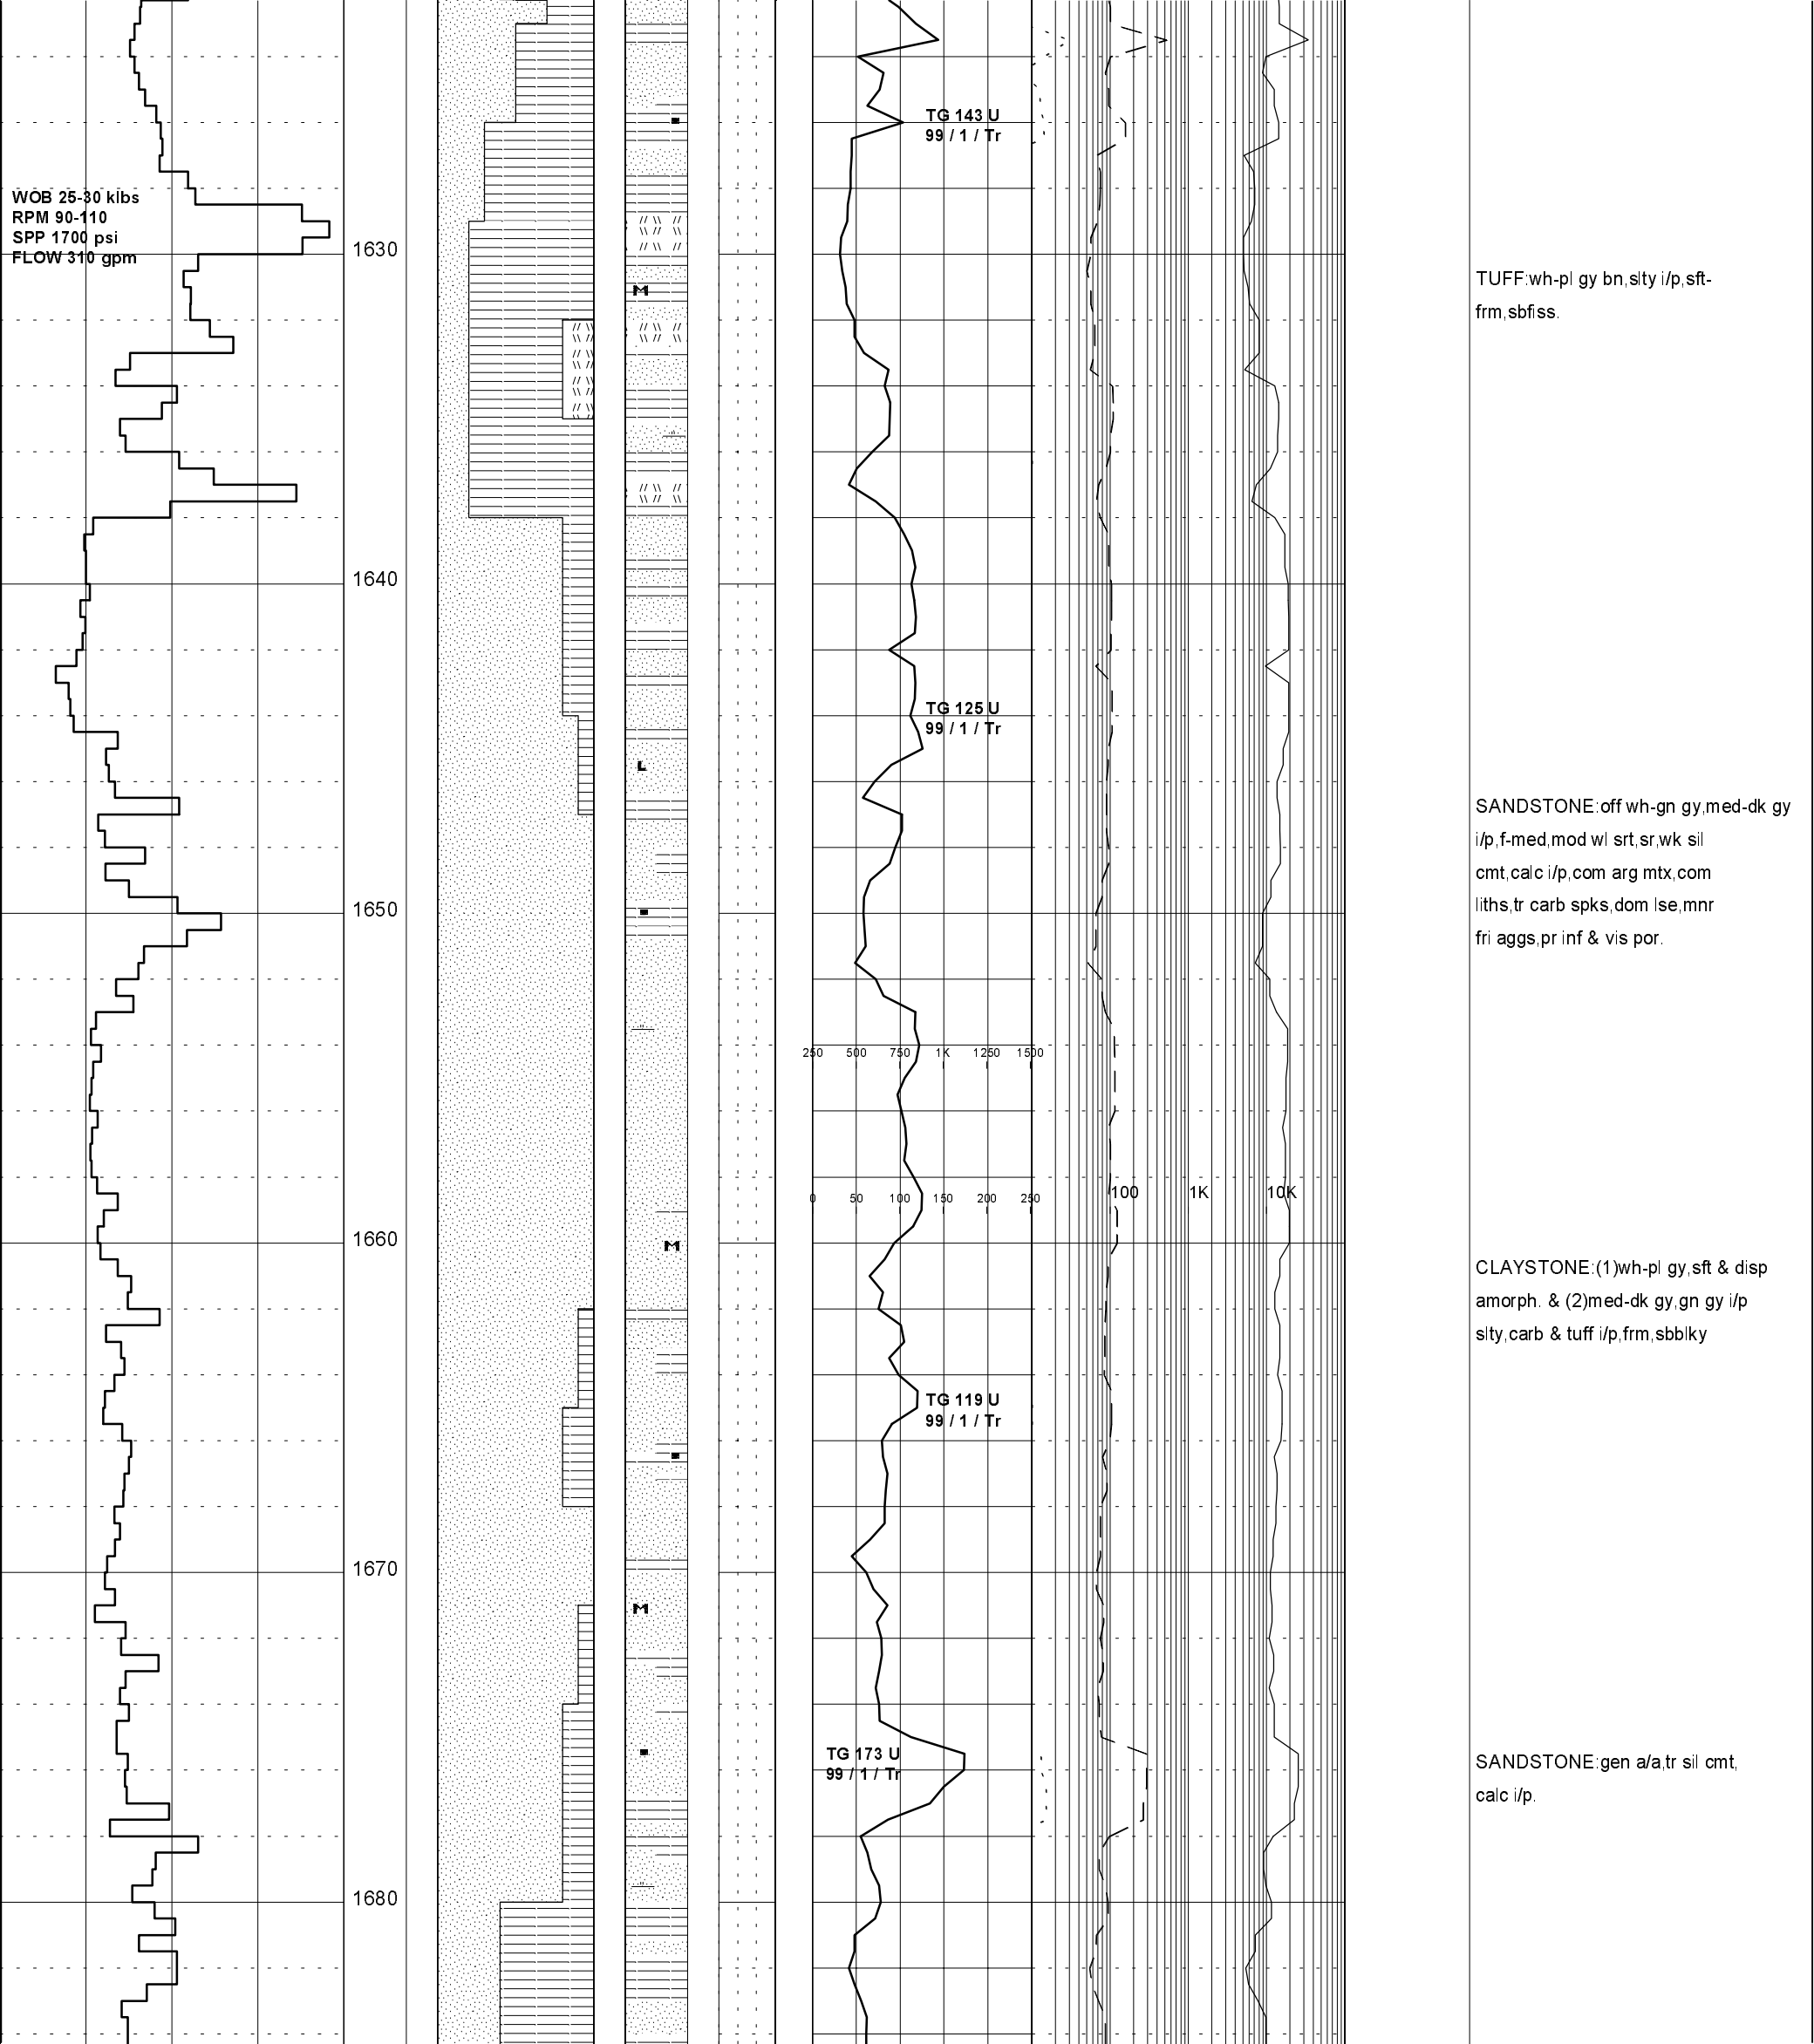 TG 143 U
99 / 1 / Tr
WOB 25-30 klbs
RPM 90-110
SPP 1700 psi
FLOW 310 gpm
1630
TUFF:wh-pl gy bn,slty i/p,sft-
frm,sbfiss.
M
1640
TG 125 U
99 / 1 / Tr
L
SANDSTONE:off wh-gn gy,med-dk gy
i/p,f-med,mod wl srt,sr,wk sil
cmt,calc i/p,com arg mtx,com
liths,tr carb spks,dom lse,mnr
fri aggs,pr inf & vis por.
1650
250 500 750 1K 1250 1500
0 50 100 150 200 250 100 1K 10K
1660
M
CLAYSTONE:(1)wh-pl gy,sft & disp
amorph. & (2)med-dk gy,gn gy i/p
slty,carb & tuff i/p,frm,sbblky
TG 119 U
99 / 1 / Tr
1670
M
TG 173 U
99 / 1 / Tr
SANDSTONE:gen a/a,tr sil cmt,
calc i/p.
1680